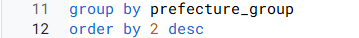 11 group by prefecture_group
12 order by 2 desc